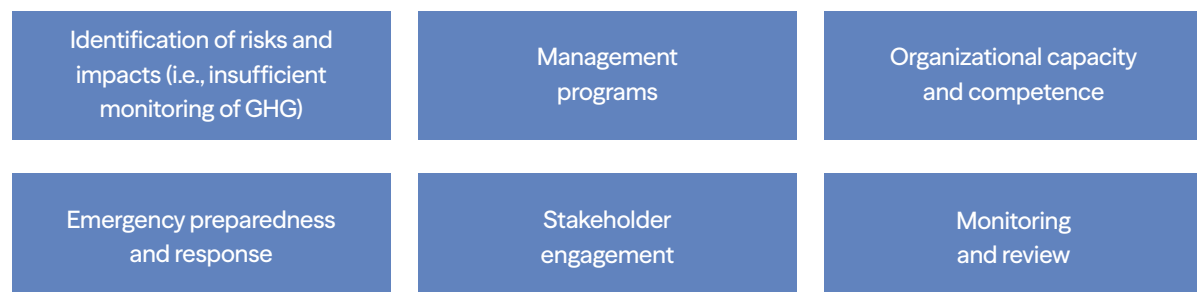 Identification of risks and
impacts (i.e., insufficient
monitoring of GHG)
Management
programs
Organizational capacity
and competence
Emergency preparedness
and response
Stakeholder
engagement
Monitoring
and review